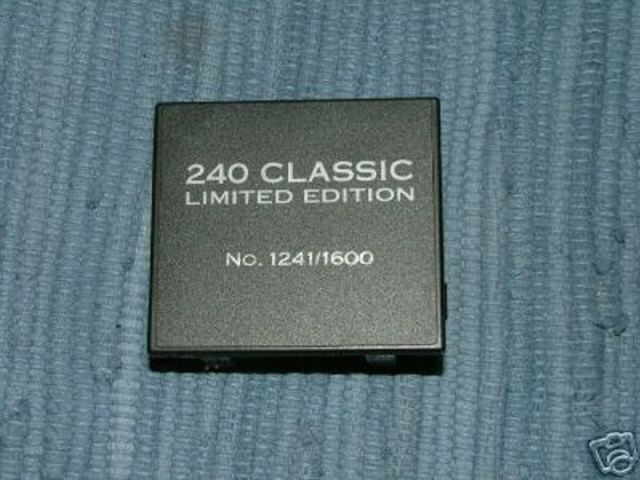 240 CLASSIC
LIMITED EDITION
No. 1241/1600